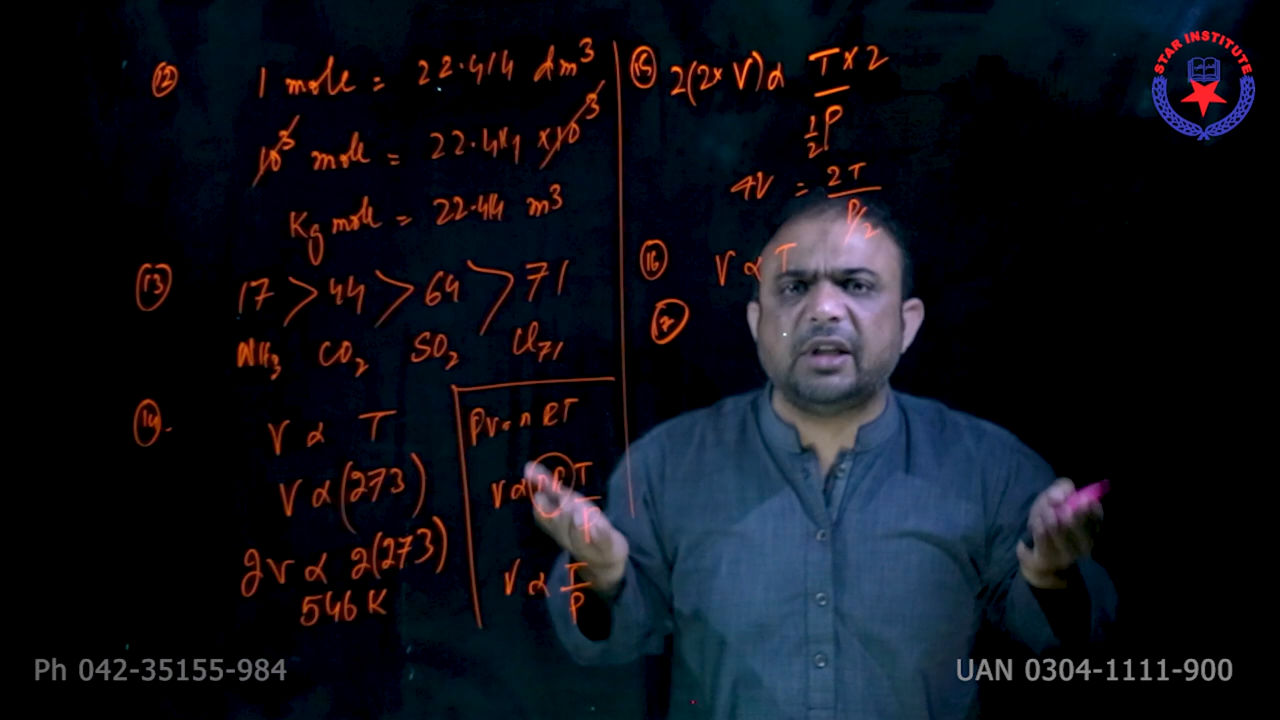 ⑫ 1 mole = 22.414 dm³
10³ mole = 22.414 ×10³
Kg mole = 22.414 m³
⑬ 17 > 44 > 64 > 71
NH₃ CO₂ SO₂ Cl₇₁
⑭.
V ∝ T
V ∝ (273)
2V ∝ 2(273)
546 K
PV = n RT
V ∝ T/P
V ∝ T/P
⑮ 2(2× V) ∝ T×2 / ½P
4V = 2T / P/2
⑯ V ∝ T
⑰
STAR INSTITUTE
Ph 042-35155-984
UAN 0304-1111-900